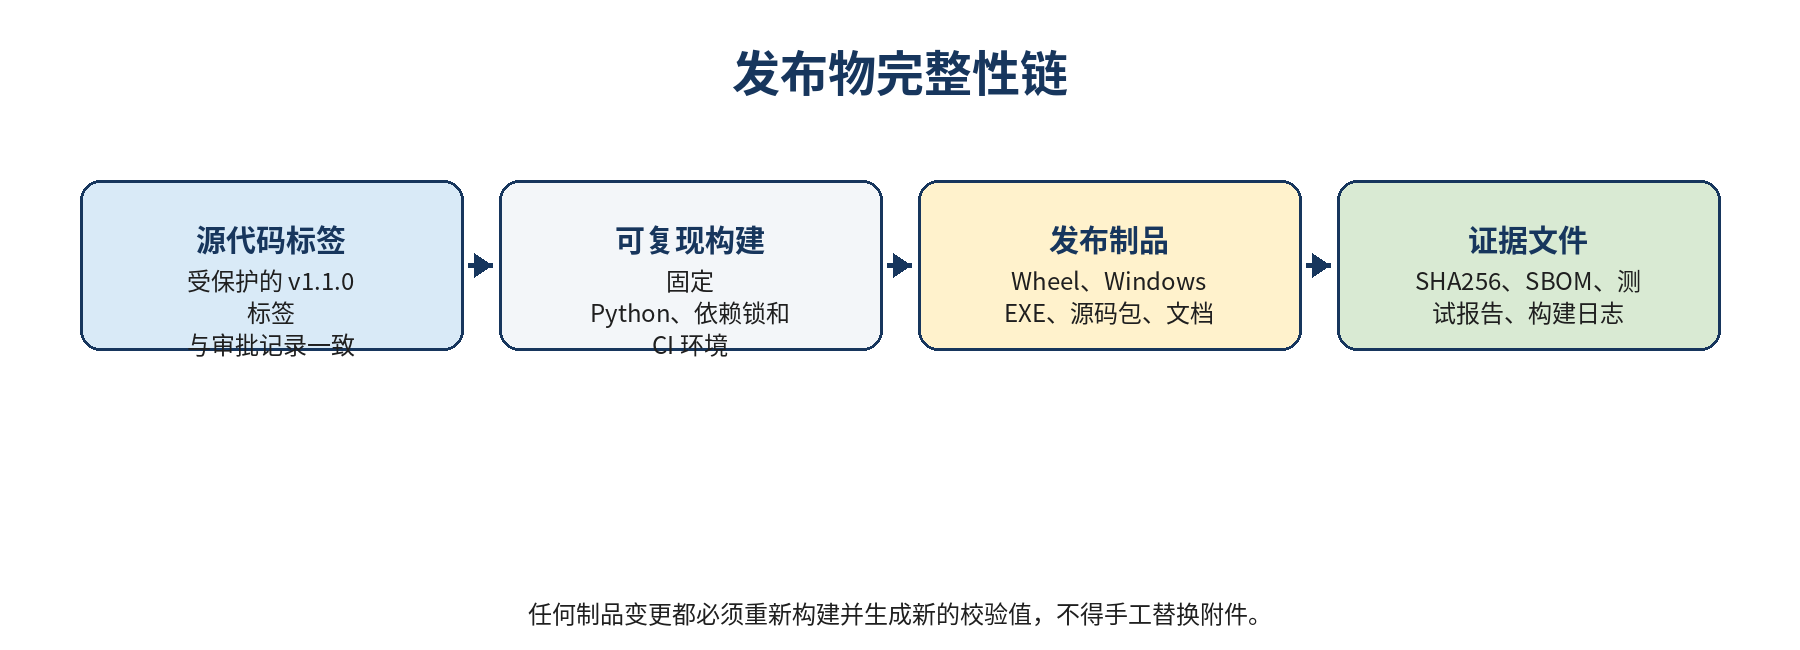 发布物完整性链
源代码标签
受保护的 v1.1.0
标签
与审批记录一致
可复现构建
固定
Python、依赖锁和
CI 环境
发布制品
Wheel、Windows
EXE、源码包、文档
证据文件
SHA256、SBOM、测
试报告、构建日志
任何制品变更都必须重新构建并生成新的校验值，不得手工替换附件。